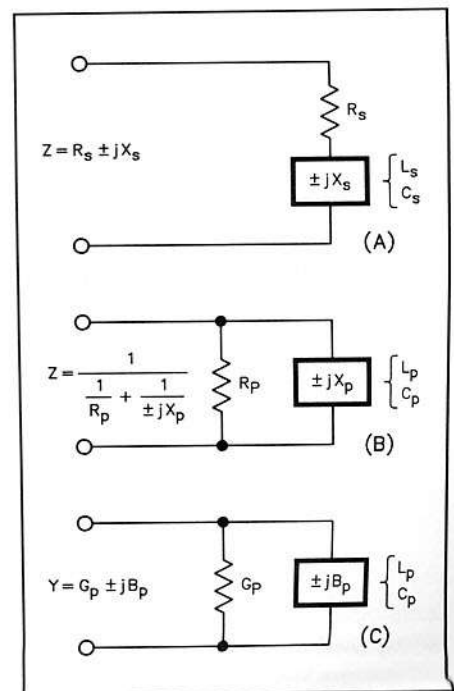 R_s
Z = R_s ± jX_s
±jX_s
L_s
C_s
(A)
Z = 1 / (1/R_p + 1/±jX_p)
R_p
±jX_p
L_p
C_p
(B)
Y = G_p ± jB_p
G_p
±jB_p
L_p
C_p
(C)